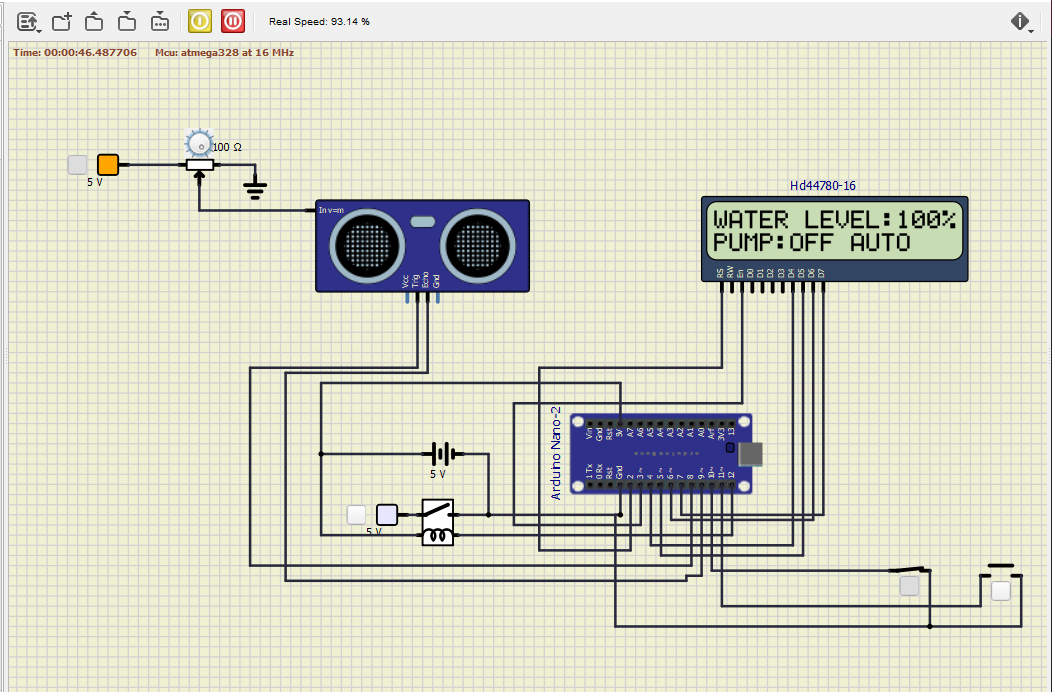 Real Speed: 93.14 %
Time: 00:00:46.487706 Mcu: atmega328 at 16 MHz
100 Ω
5 V
Hd44780-16
In v=m
WATER LEVEL:100%
PUMP:OFF AUTO
Vcc Trig Echo Gnd
RS RW En D0 D1 D2 D3 D4 D5 D6 D7
Arduino Nano-2
Vin Gnd Rst 5V A7 A6 A5 A4 A3 A2 A1 A0 Arf 3V3 13
1 Tx 0 Rx Rst Gnd 2 3~ 4 5~ 6~ 7 8 9~ 10~ 11~ 12
5 V
5 V